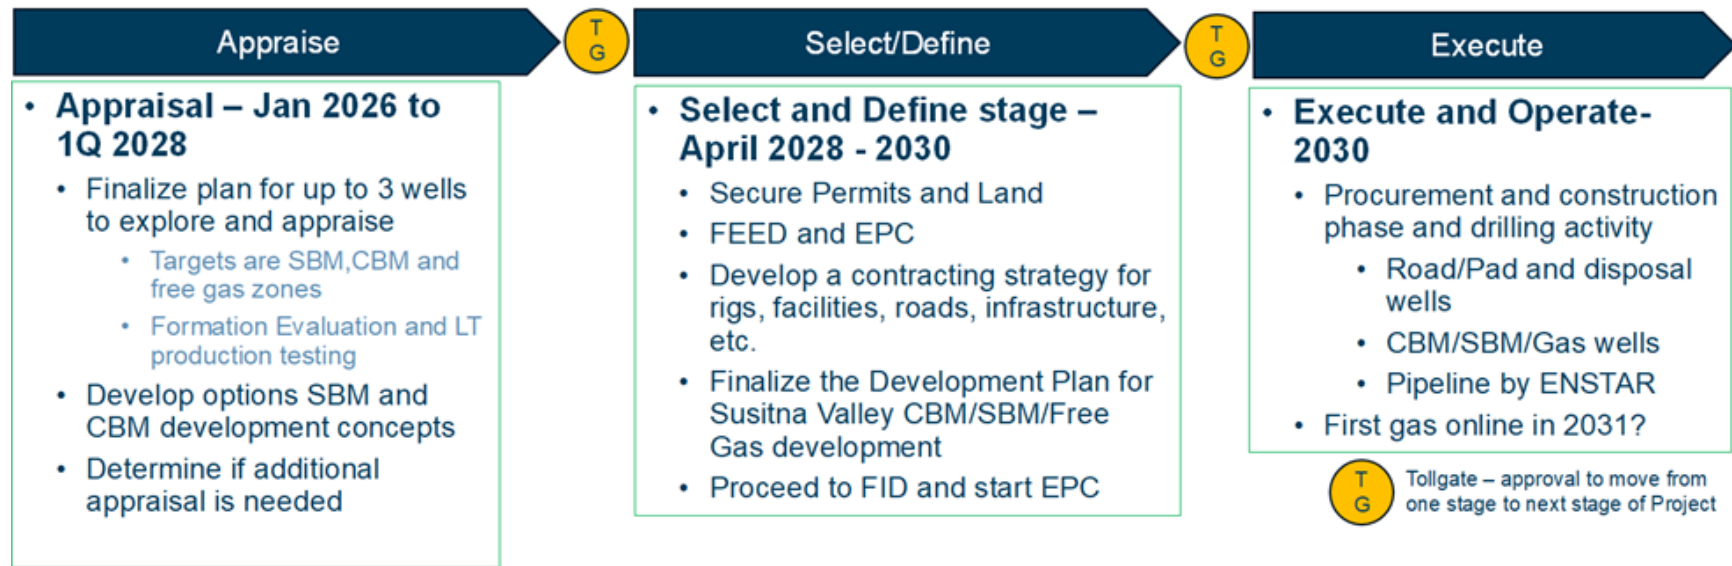 Appraise
T
G
Select/Define
T
G
Execute
• Appraisal – Jan 2026 to
1Q 2028
• Finalize plan for up to 3 wells
to explore and appraise
• Targets are SBM,CBM and
free gas zones
• Formation Evaluation and LT
production testing
• Develop options SBM and
CBM development concepts
• Determine if additional
appraisal is needed
• Select and Define stage –
April 2028 - 2030
• Secure Permits and Land
• FEED and EPC
• Develop a contracting strategy for
rigs, facilities, roads, infrastructure,
etc.
• Finalize the Development Plan for
Susitna Valley CBM/SBM/Free
Gas development
• Proceed to FID and start EPC
• Execute and Operate-
2030
• Procurement and construction
phase and drilling activity
• Road/Pad and disposal
wells
• CBM/SBM/Gas wells
• Pipeline by ENSTAR
• First gas online in 2031?
T
G
Tollgate – approval to move from
one stage to next stage of Project